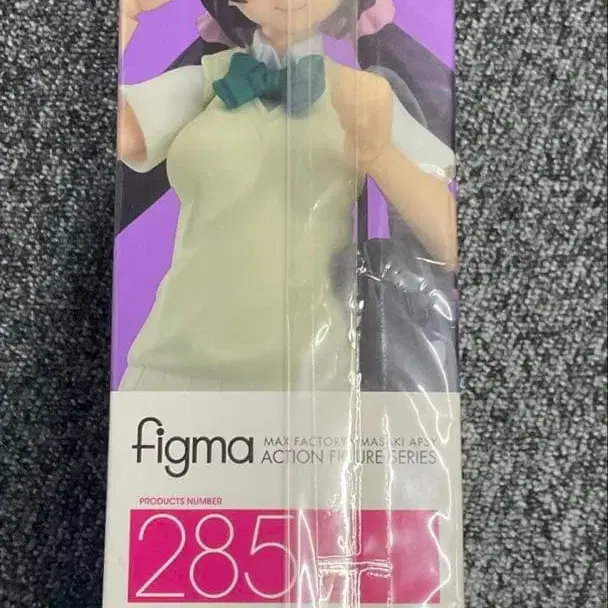 figma
MAX FACTORY MASAKI APSY
ACTION FIGURE SERIES
PRODUCTS NUMBER
285